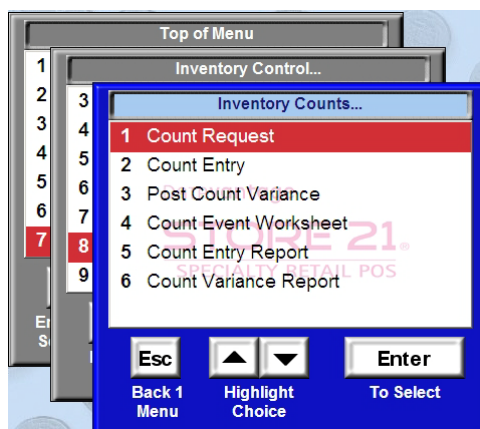 Top of Menu
1
2
3
4
5
6
7
Inventory Control...
3
4
5
6
7
8
9
Inventory Counts...
1 Count Request
2 Count Entry
3 Post Count Variance
4 Count Event Worksheet
5 Count Entry Report
6 Count Variance Report
STORE 21®
SPECIALTY RETAIL POS
Esc
Enter
Back 1
Menu
Highlight
Choice
To Select